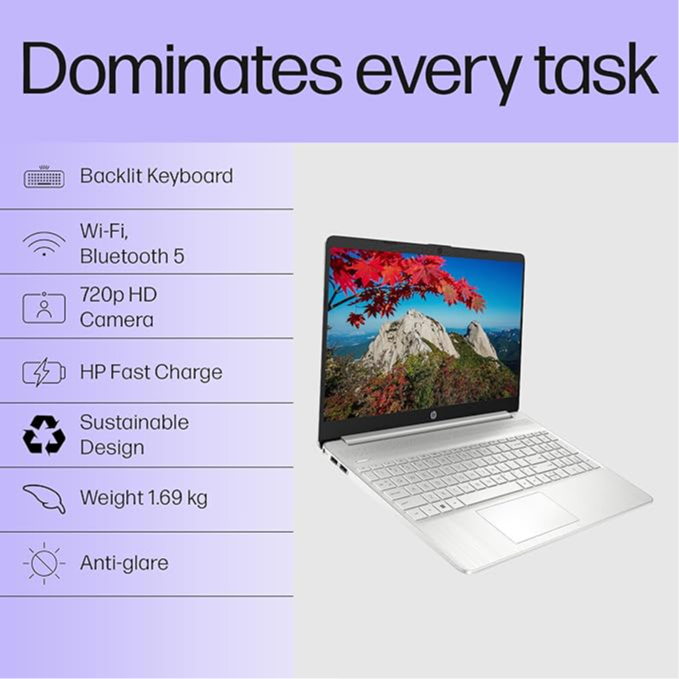 Dominates every task
Backlit Keyboard
Wi-Fi,
Bluetooth 5
720p HD
Camera
HP Fast Charge
Sustainable
Design
Weight 1.69 kg
Anti-glare
hp